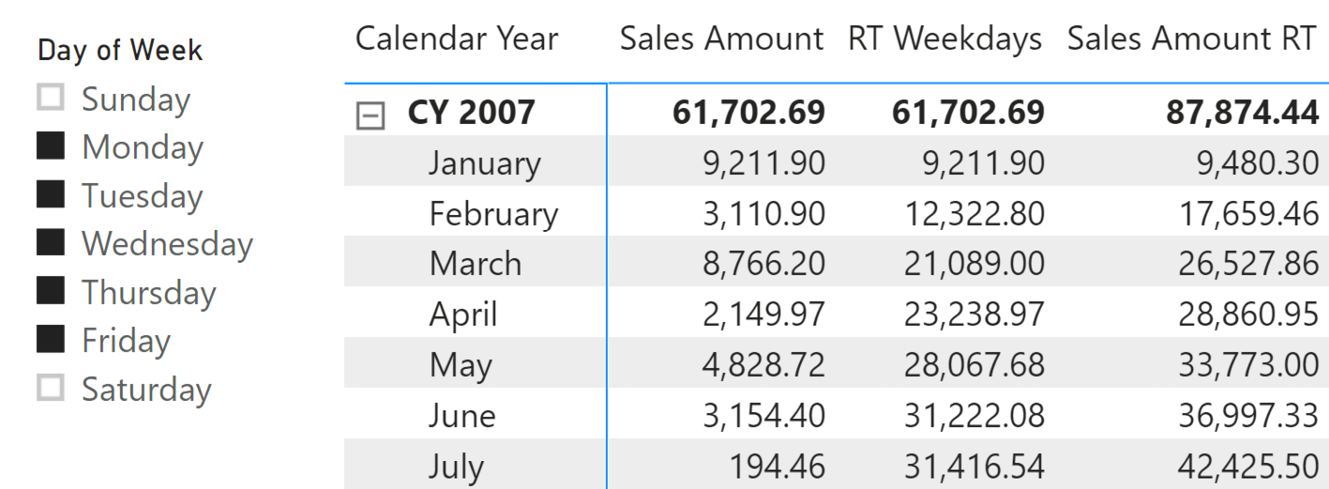 Day of Week
Sunday
Monday
Tuesday
Wednesday
Thursday
Friday
Saturday
Calendar Year Sales Amount RT Weekdays Sales Amount RT
CY 2007 61,702.69 61,702.69 87,874.44
January 9,211.90 9,211.90 9,480.30
February 3,110.90 12,322.80 17,659.46
March 8,766.20 21,089.00 26,527.86
April 2,149.97 23,238.97 28,860.95
May 4,828.72 28,067.68 33,773.00
June 3,154.40 31,222.08 36,997.33
July 194.46 31,416.54 42,425.50